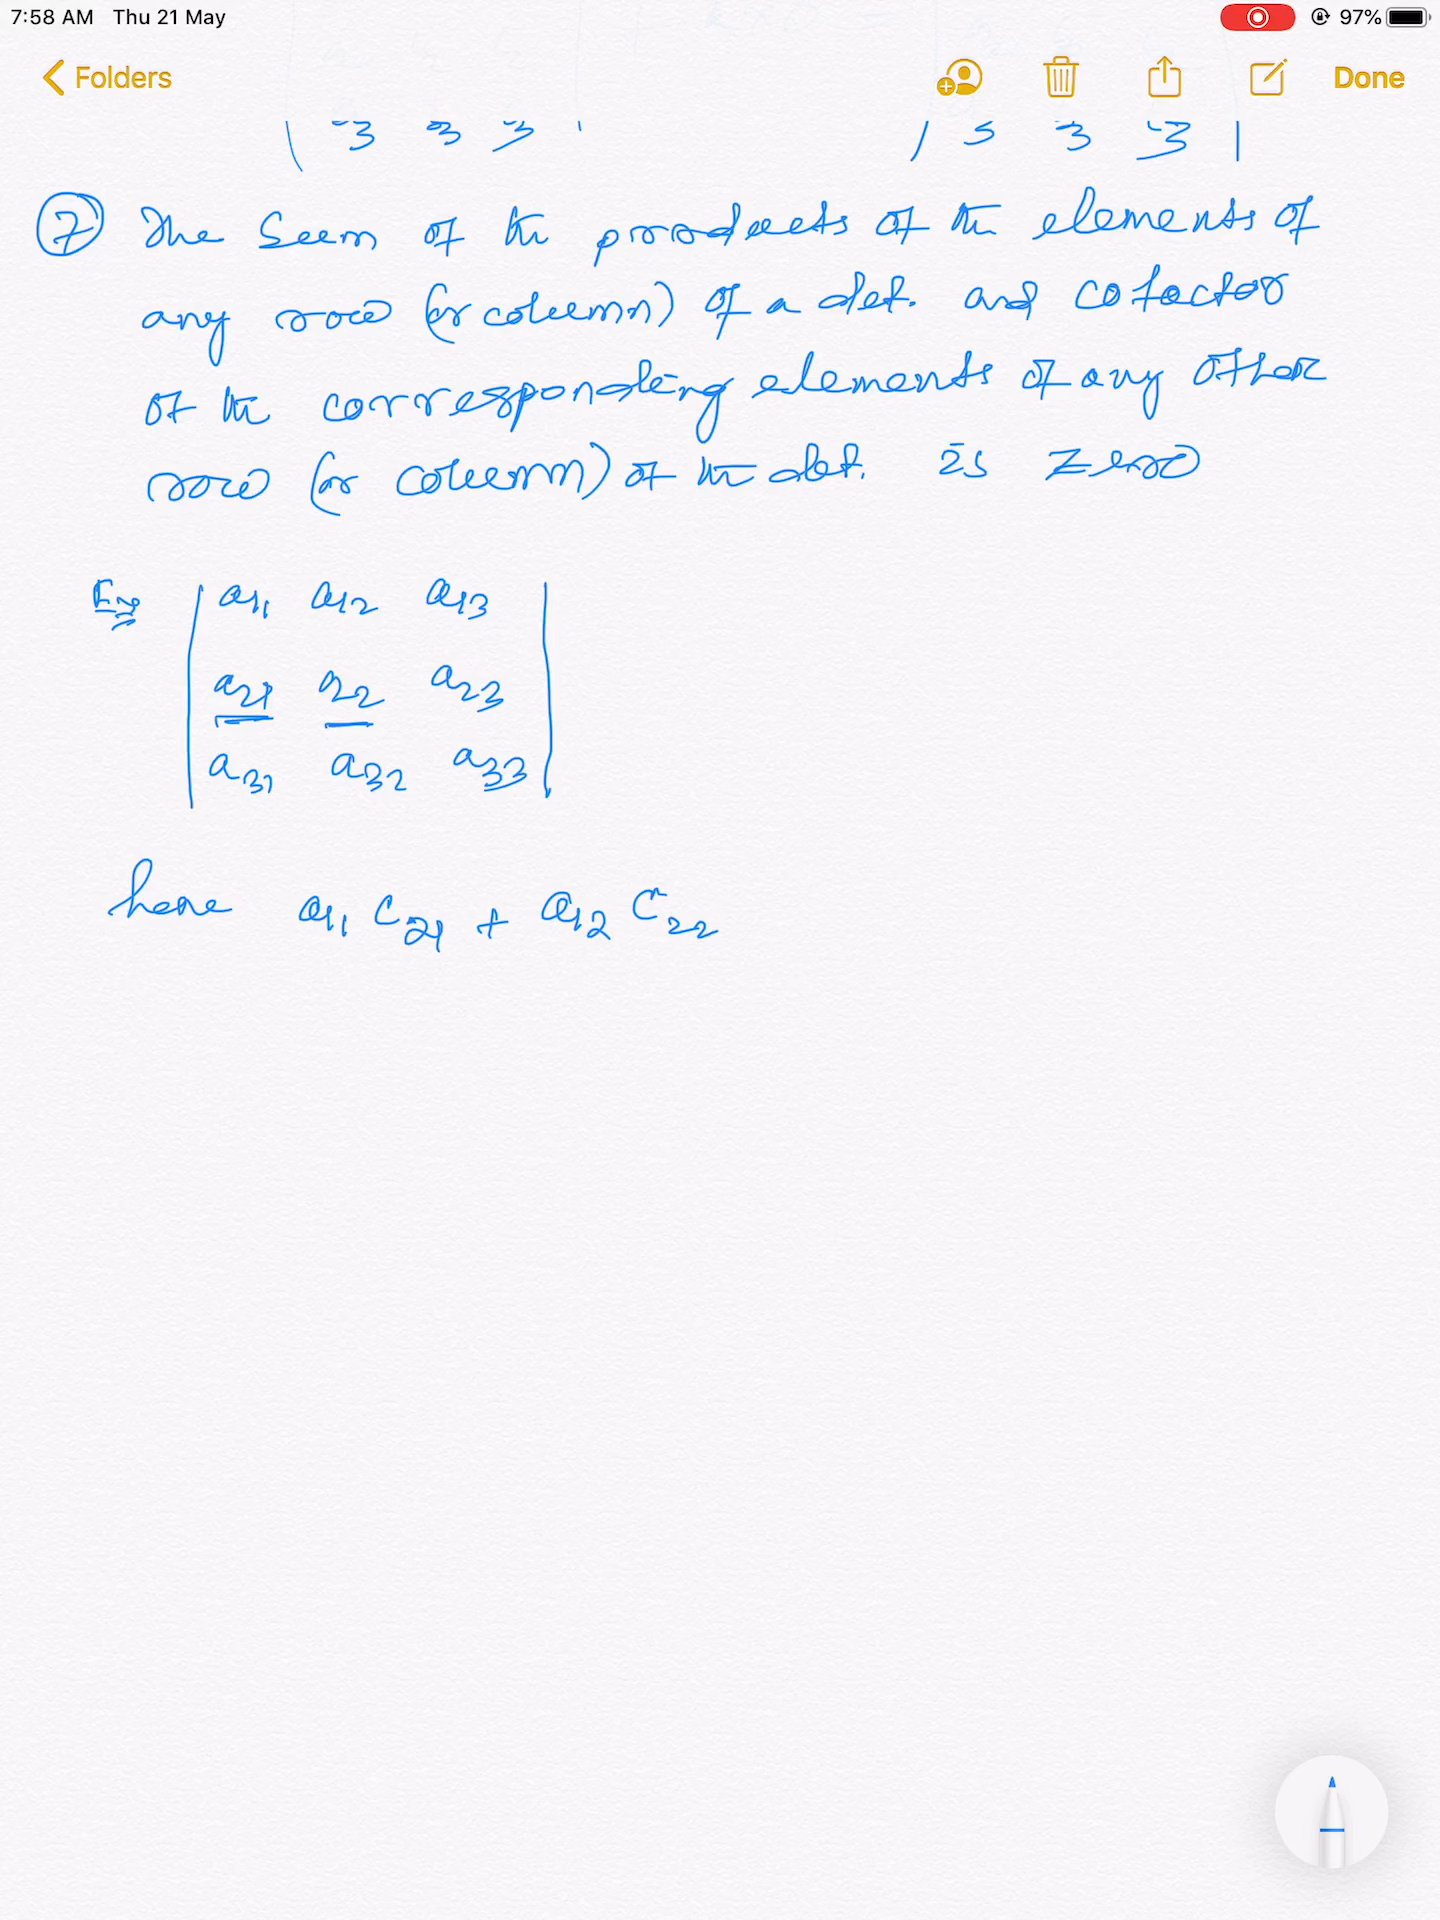 7:58 AM Thu 21 May 97%
Folders Done
3 3 3 3 3
⑦ The Sum of the products of the elements of
any row (or column) of a det. and cofactor
of the corresponding elements of any other
row (or column) of the det. is zero
Ex a11 a12 a13
a21 a22 a23
a31 a32 a33
here a11 C21 + a12 C22